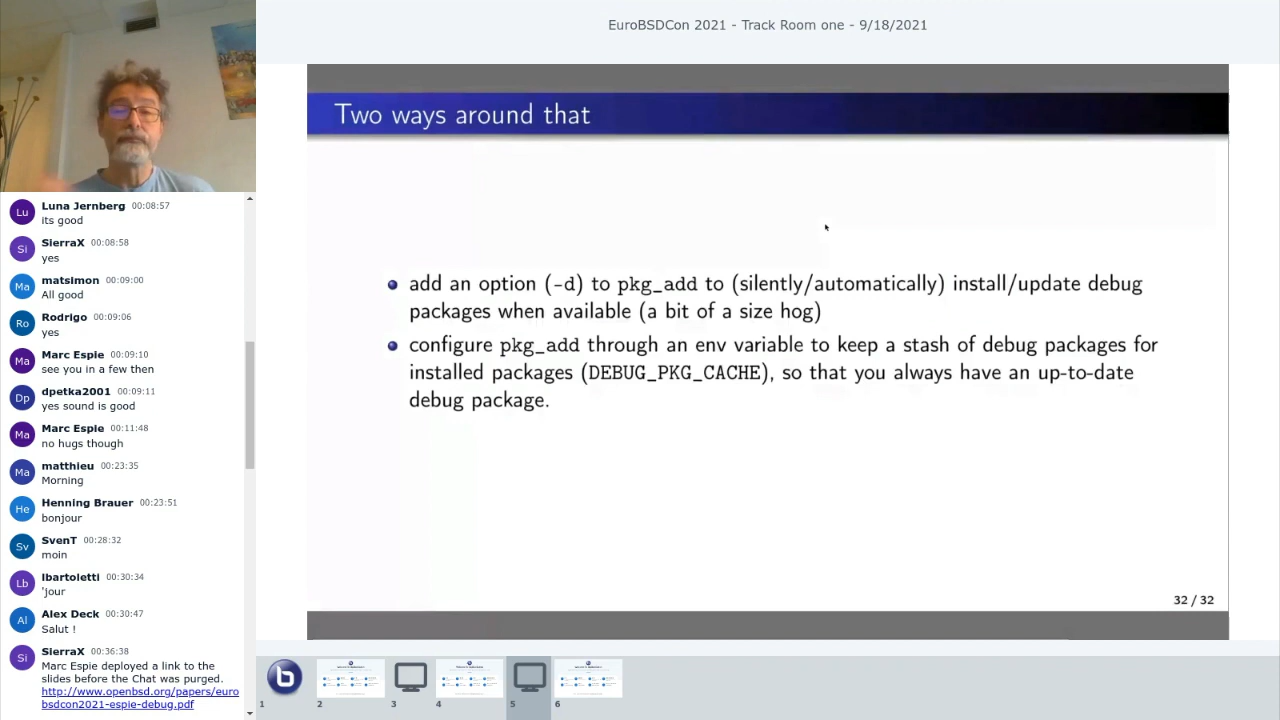 EuroBSDCon 2021 - Track Room one - 9/18/2021
Two ways around that
add an option (-d) to pkg_add to (silently/automatically) install/update debug
packages when available (a bit of a size hog)
configure pkg_add through an env variable to keep a stash of debug packages for
installed packages (DEBUG_PKG_CACHE), so that you always have an up-to-date
debug package.
32 / 32
Lu
Luna Jernberg 00:08:57
its good
Si
SierraX 00:08:58
yes
Ma
matsimon 00:09:00
All good
Ro
Rodrigo 00:09:06
yes
Ma
Marc Espie 00:09:10
see you in a few then
Dp
dpetka2001 00:09:11
yes sound is good
Ma
Marc Espie 00:11:48
no hugs though
Ma
matthieu 00:23:35
Morning
He
Henning Brauer 00:23:51
bonjour
Sv
SvenT 00:28:32
moin
Lb
lbartoletti 00:30:34
'jour
Al
Alex Deck 00:30:47
Salut !
Si
SierraX 00:36:38
Marc Espie deployed a link to the
slides before the Chat was purged.
http://www.openbsd.org/papers/euro
bsdcon2021-espie-debug.pdf
b
1
2
3
4
5
6